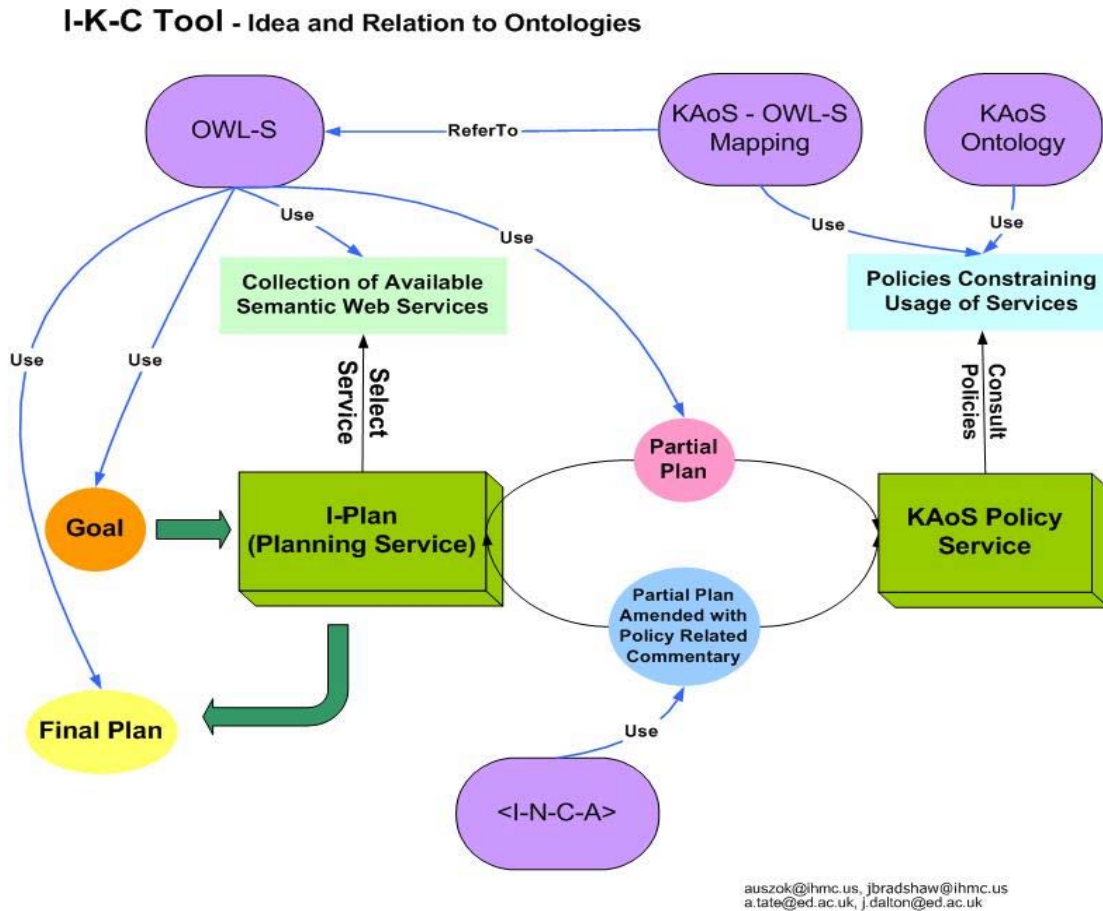 I-K-C Tool - Idea and Relation to Ontologies
OWL-S
ReferTo
KAoS - OWL-S
Mapping
KAoS
Ontology
Use
Use
Use
Use
Collection of Available
Semantic Web Services
Policies Constraining
Usage of Services
Use
Use
Select
Service
Consult
Policies
Partial
Plan
Goal
I-Plan
(Planning Service)
KAoS Policy
Service
Partial Plan
Amended with
Policy Related
Commentary
Final Plan
Use
<I-N-C-A>
auszok@ihmc.us, jbradshaw@ihmc.us
a.tate@ed.ac.uk, j.dalton@ed.ac.uk